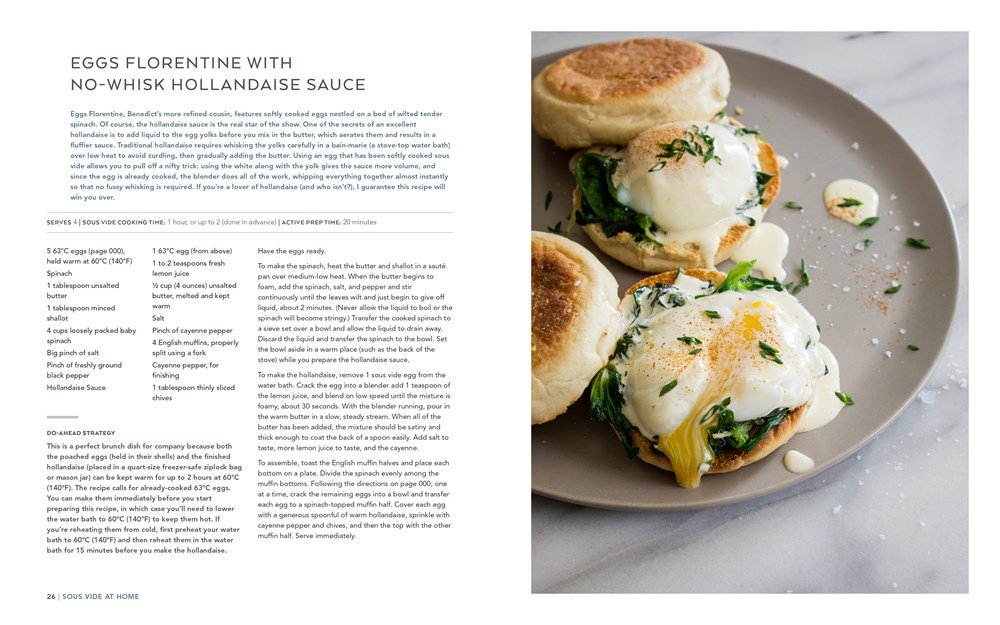 EGGS FLORENTINE WITH
NO-WHISK HOLLANDAISE SAUCE
Eggs Florentine, Benedict's more refined cousin, features softly cooked eggs nestled on a bed of wilted tender
spinach. Of course, the hollandaise sauce is the real star of the show. One of the secrets of an excellent
hollandaise is to add liquid to the egg yolks before you mix in the butter, which aerates them and results in a
fluffier sauce. Traditional hollandaise requires whisking the yolks carefully in a bain-marie (a stove-top water bath)
over low heat to avoid curdling, then gradually adding the butter. Using an egg that has been softly cooked sous
vide allows you to pull off a nifty trick: using the white along with the yolk gives the sauce more volume, and
since the egg is already cooked, the blender does all of the work, whipping everything together almost instantly
so that no fussy whisking is required. If you're a lover of hollandaise (and who isn't?), I guarantee this recipe will
win you over.
SERVES 4 | SOUS VIDE COOKING TIME: 1 hour, or up to 2 (done in advance) | ACTIVE PREP TIME: 20 minutes
5 63°C eggs (page 000),
held warm at 60°C (140°F)
Spinach
1 tablespoon unsalted
butter
1 tablespoon minced
shallot
4 cups loosely packed baby
spinach
Big pinch of salt
Pinch of freshly ground
black pepper
Hollandaise Sauce
1 63°C egg (from above)
1 to 2 teaspoons fresh
lemon juice
½ cup (4 ounces) unsalted
butter, melted and kept
warm
Salt
Pinch of cayenne pepper
4 English muffins, properly
split using a fork
Cayenne pepper, for
finishing
1 tablespoon thinly sliced
chives
DO-AHEAD STRATEGY
This is a perfect brunch dish for company because both
the poached eggs (held in their shells) and the finished
hollandaise (placed in a quart-size freezer-safe ziplock bag
or mason jar) can be kept warm for up to 2 hours at 60°C
(140°F). The recipe calls for already-cooked 63°C eggs.
You can make them immediately before you start
preparing this recipe, in which case you'll need to lower
the water bath to 60°C (140°F) to keep them hot. If
you're reheating them from cold, first preheat your water
bath to 60°C (140°F) and then reheat them in the water
bath for 15 minutes before you make the hollandaise.
Have the eggs ready.
To make the spinach, heat the butter and shallot in a sauté
pan over medium-low heat. When the butter begins to
foam, add the spinach, salt, and pepper and stir
continuously until the leaves wilt and just begin to give off
liquid, about 2 minutes. (Never allow the liquid to boil or the
spinach will become stringy.) Transfer the cooked spinach to
a sieve set over a bowl and allow the liquid to drain away.
Discard the liquid and transfer the spinach to the bowl. Set
the bowl aside in a warm place (such as the back of the
stove) while you prepare the hollandaise sauce.
To make the hollandaise, remove 1 sous vide egg from the
water bath. Crack the egg into a blender add 1 teaspoon of
the lemon juice, and blend on low speed until the mixture is
foamy, about 30 seconds. With the blender running, pour in
the warm butter in a slow, steady stream. When all of the
butter has been added, the mixture should be satiny and
thick enough to coat the back of a spoon easily. Add salt to
taste, more lemon juice to taste, and the cayenne.
To assemble, toast the English muffin halves and place each
bottom on a plate. Divide the spinach evenly among the
muffin bottoms. Following the directions on page 000, one
at a time, crack the remaining eggs into a bowl and transfer
each egg to a spinach-topped muffin half. Cover each egg
with a generous spoonful of warm hollandaise, sprinkle with
cayenne pepper and chives, and then the top with the other
muffin half. Serve immediately.
26 | SOUS VIDE AT HOME